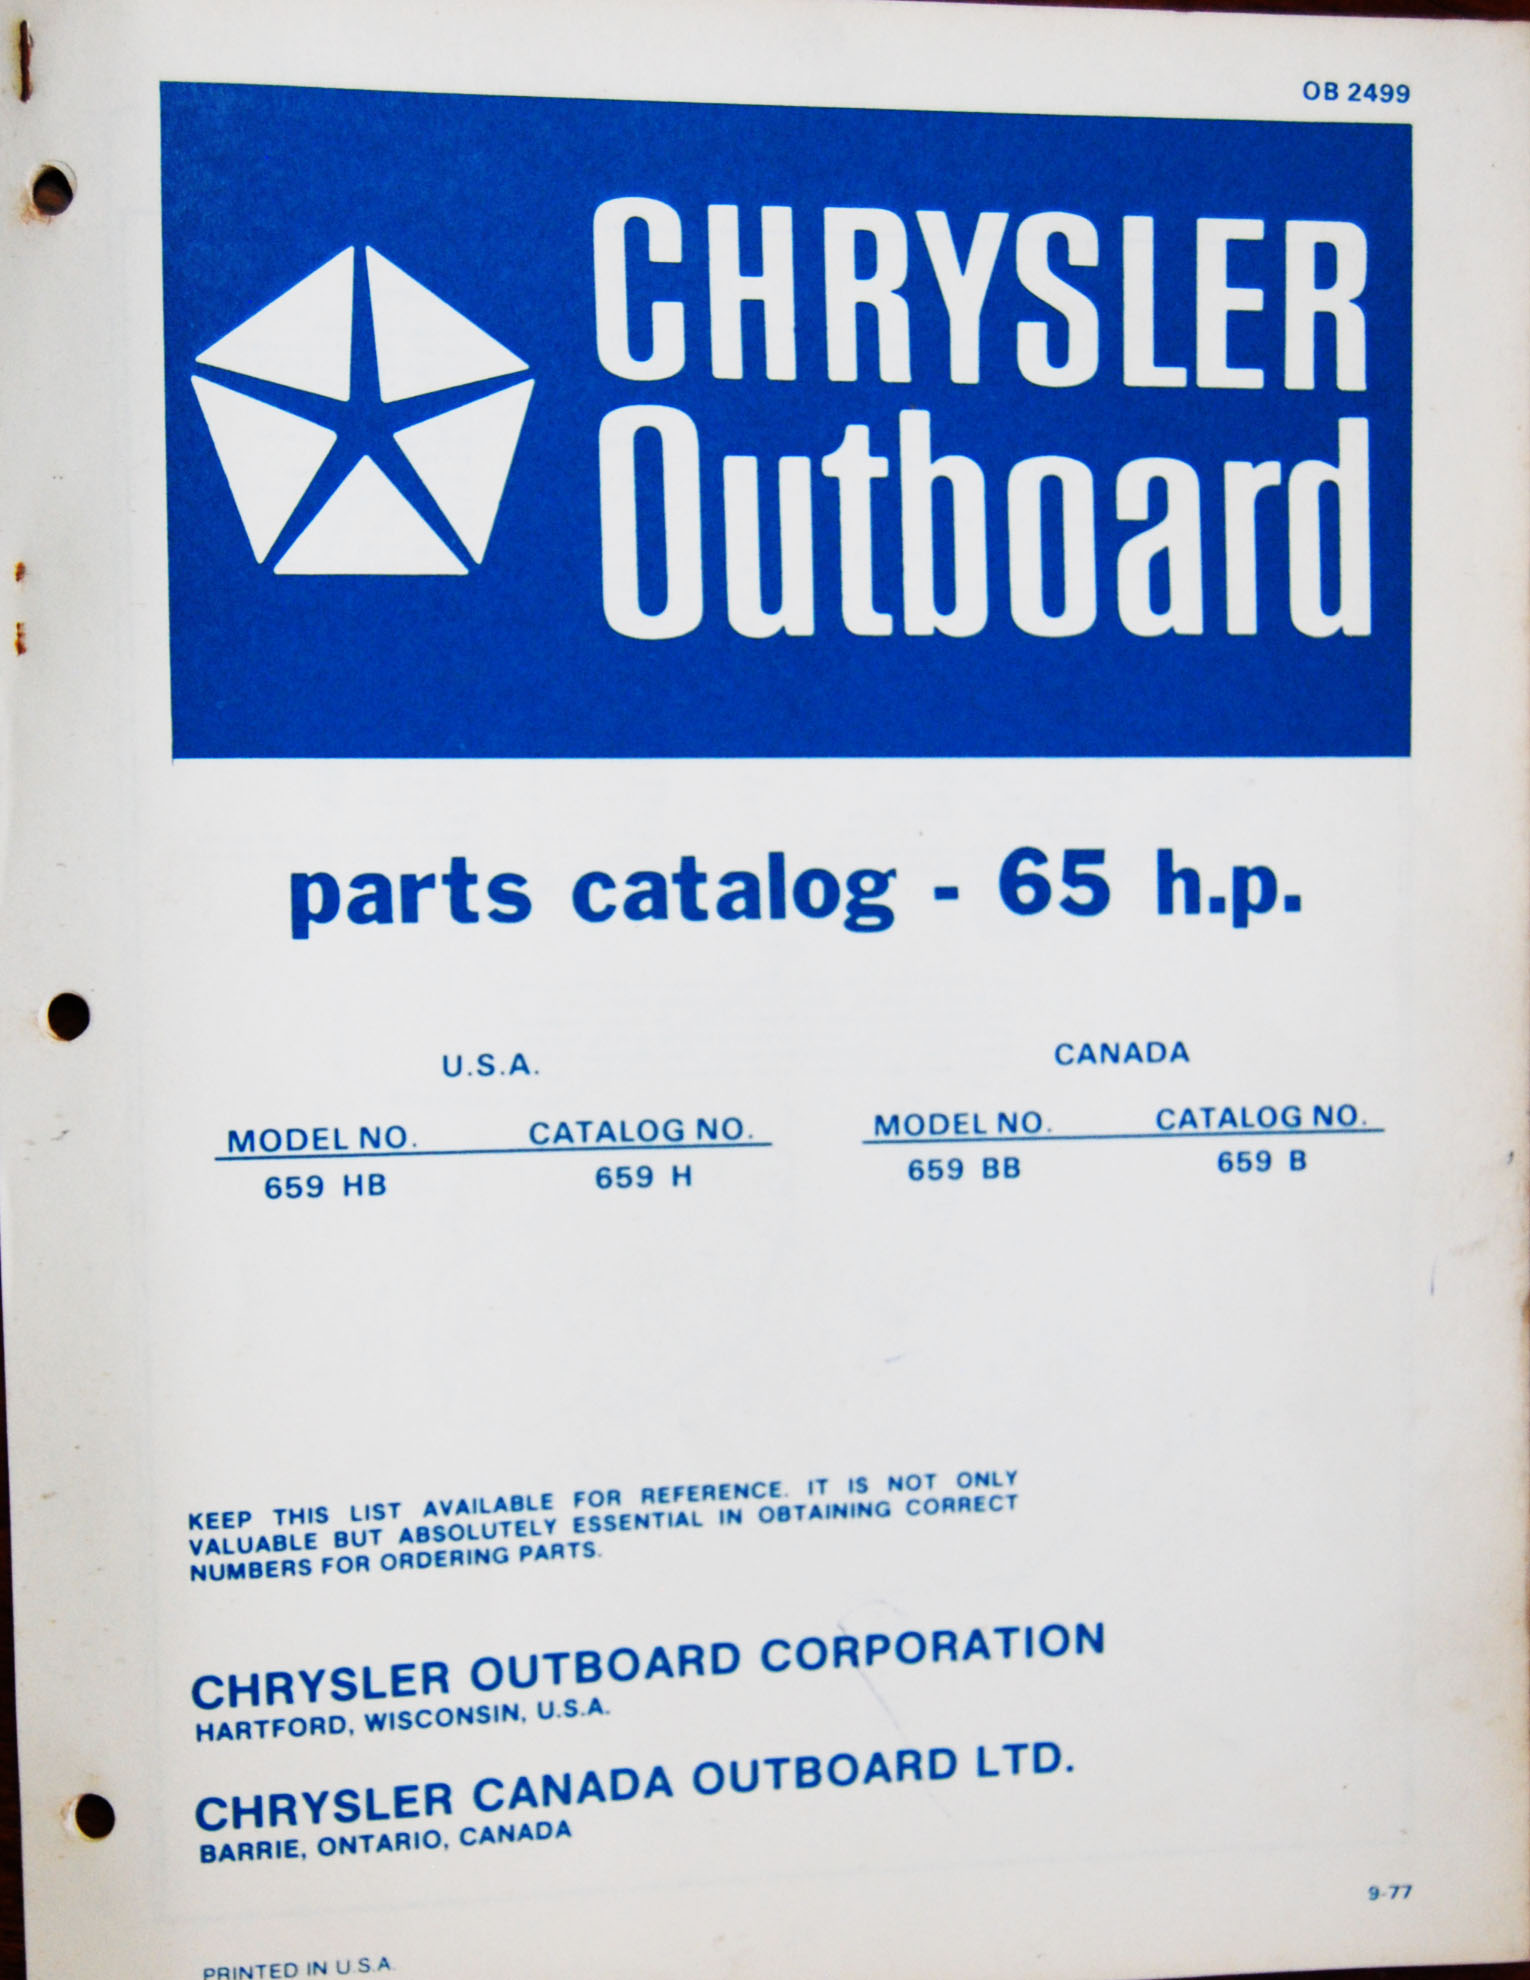 OB 2499
CHRYSLER
Outboard
parts catalog - 65 h.p.
U.S.A.
MODEL NO. CATALOG NO.
659 HB 659 H
CANADA
MODEL NO. CATALOG NO.
659 BB 659 B
KEEP THIS LIST AVAILABLE FOR REFERENCE. IT IS NOT ONLY
VALUABLE BUT ABSOLUTELY ESSENTIAL IN OBTAINING CORRECT
NUMBERS FOR ORDERING PARTS.
CHRYSLER OUTBOARD CORPORATION
HARTFORD, WISCONSIN, U.S.A.
CHRYSLER CANADA OUTBOARD LTD.
BARRIE, ONTARIO, CANADA
9-77
PRINTED IN U.S.A.